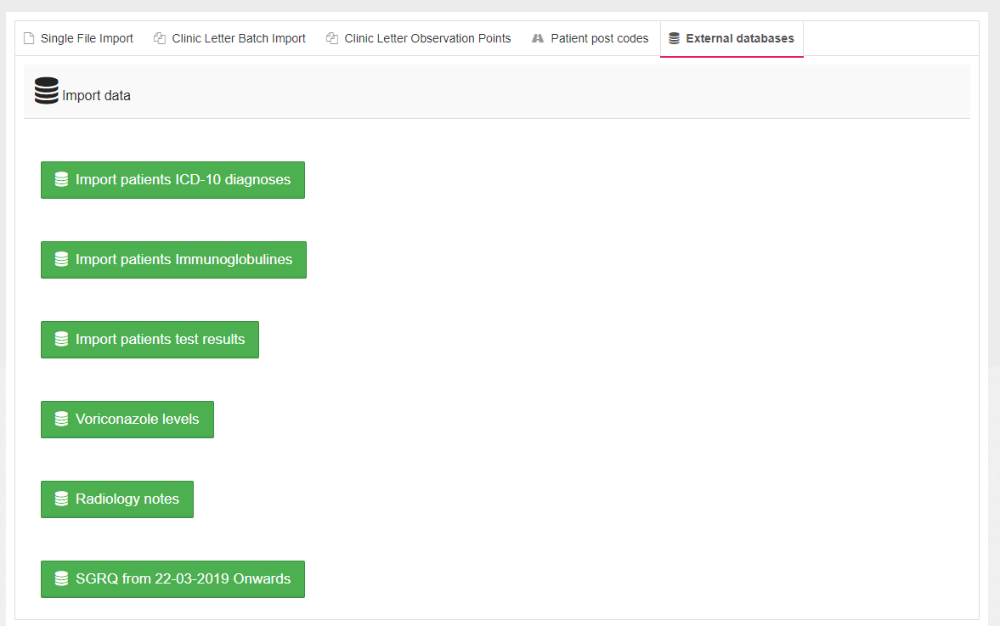 Single File Import
Clinic Letter Batch Import
Clinic Letter Observation Points
Patient post codes
External databases
Import data
Import patients ICD-10 diagnoses
Import patients Immunoglobulines
Import patients test results
Voriconazole levels
Radiology notes
SGRQ from 22-03-2019 Onwards